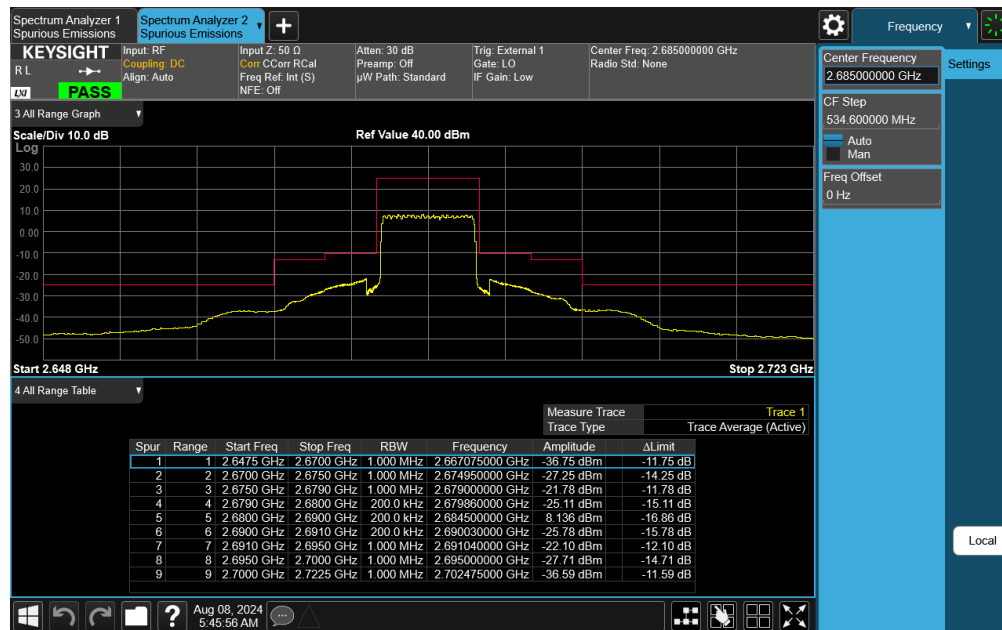 Spectrum Analyzer 1
Spurious Emissions
Spectrum Analyzer 2
Spurious Emissions
Frequency
KEYSIGHT
R L
LXI
PASS
Input: RF
Coupling: DC
Align: Auto
Input Z: 50 Ω
Corr CCorr RCal
Freq Ref: Int (S)
NFE: Off
Atten: 30 dB
Preamp: Off
µW Path: Standard
Trig: External 1
Gate: LO
IF Gain: Low
Center Freq: 2.685000000 GHz
Radio Std: None
Center Frequency
2.685000000 GHz
Settings
CF Step
534.600000 MHz
Auto
Man
Freq Offset
0 Hz
Local
3 All Range Graph
Scale/Div 10.0 dB
Ref Value 40.00 dBm
Log
30.0
20.0
10.0
0.00
-10.0
-20.0
-30.0
-40.0
-50.0
Start 2.648 GHz
Stop 2.723 GHz
4 All Range Table
Measure Trace Trace 1
Trace Type Trace Average (Active)
Spur Range Start Freq Stop Freq RBW Frequency Amplitude ΔLimit
1 1 2.6475 GHz 2.6700 GHz 1.000 MHz 2.667075000 GHz -36.75 dBm -11.75 dB
2 2 2.6700 GHz 2.6750 GHz 1.000 MHz 2.674950000 GHz -27.25 dBm -14.25 dB
3 3 2.6750 GHz 2.6790 GHz 1.000 MHz 2.679000000 GHz -21.78 dBm -11.78 dB
4 4 2.6790 GHz 2.6800 GHz 200.0 kHz 2.679860000 GHz -25.11 dBm -15.11 dB
5 5 2.6800 GHz 2.6900 GHz 200.0 kHz 2.684500000 GHz 8.136 dBm -16.86 dB
6 6 2.6900 GHz 2.6910 GHz 200.0 kHz 2.690030000 GHz -25.78 dBm -15.78 dB
7 7 2.6910 GHz 2.6950 GHz 1.000 MHz 2.691040000 GHz -22.10 dBm -12.10 dB
8 8 2.6950 GHz 2.7000 GHz 1.000 MHz 2.695000000 GHz -27.71 dBm -14.71 dB
9 9 2.7000 GHz 2.7225 GHz 1.000 MHz 2.702475000 GHz -36.59 dBm -11.59 dB
?
Aug 08, 2024
5:45:56 AM